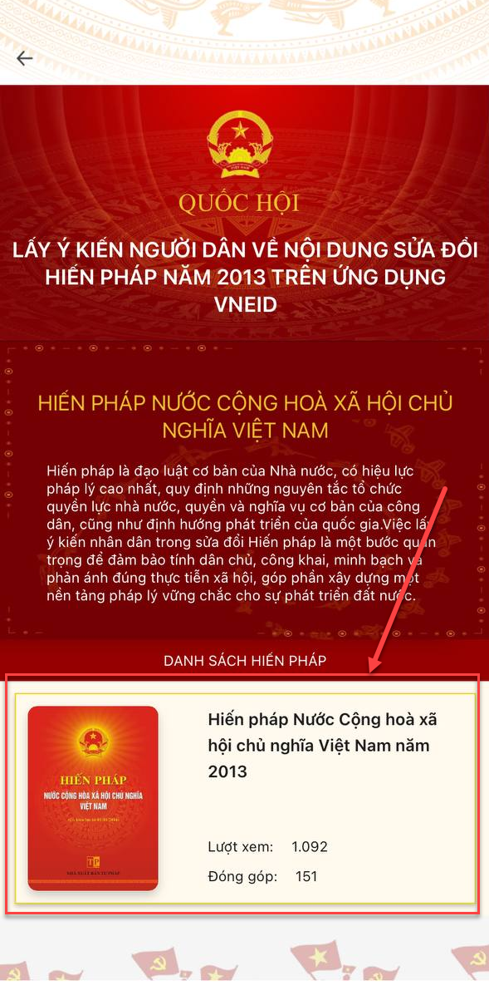 QUỐC HỘI
LẤY Ý KIẾN NGƯỜI DÂN VỀ NỘI DUNG SỬA ĐỔI
HIẾN PHÁP NĂM 2013 TRÊN ỨNG DỤNG
VNEID
HIẾN PHÁP NƯỚC CỘNG HOÀ XÃ HỘI CHỦ
NGHĨA VIỆT NAM
Hiến pháp là đạo luật cơ bản của Nhà nước, có hiệu lực
pháp lý cao nhất, quy định những nguyên tắc tổ chức
quyền lực nhà nước, quyền và nghĩa vụ cơ bản của công
dân, cũng như định hướng phát triển của quốc gia.Việc lấy
ý kiến nhân dân trong sửa đổi Hiến pháp là một bước quan
trọng để đảm bảo tính dân chủ, công khai, minh bạch và
phản ánh đúng thực tiễn xã hội, góp phần xây dựng một
nền tảng pháp lý vững chắc cho sự phát triển đất nước.
DANH SÁCH HIẾN PHÁP
HIẾN PHÁP
NƯỚC CỘNG HÒA XÃ HỘI CHỦ NGHĨA
VIỆT NAM
NHÀ XUẤT BẢN TƯ PHÁP
Hiến pháp Nước Cộng hoà xã
hội chủ nghĩa Việt Nam năm
2013
Lượt xem: 1.092
Đóng góp: 151